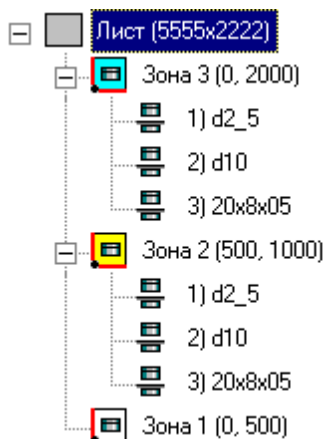 Лист (5555x2222)
Зона 3 (0, 2000)
1) d2_5
2) d10
3) 20x8x05
Зона 2 (500, 1000)
1) d2_5
2) d10
3) 20x8x05
Зона 1 (0, 500)